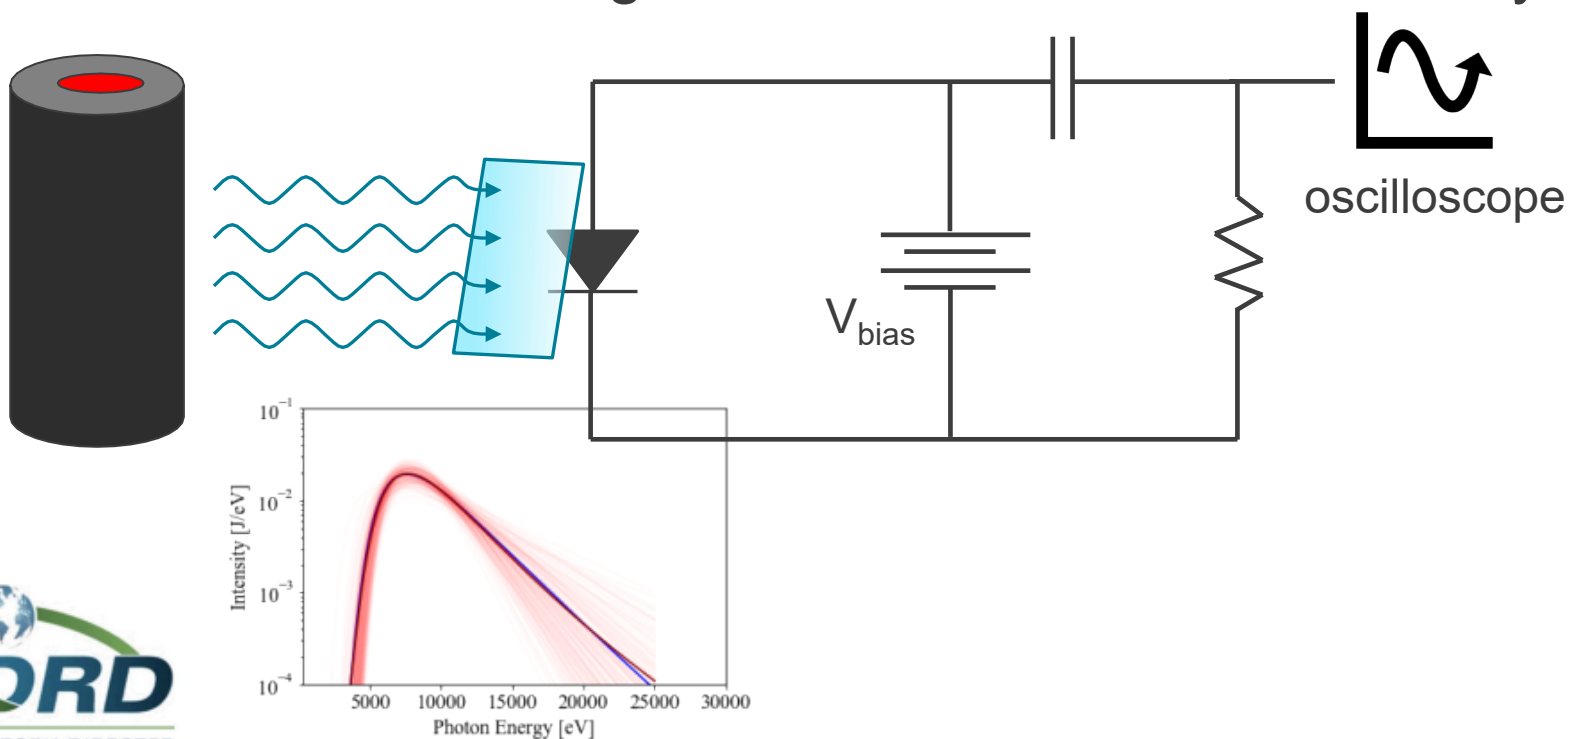 oscilloscope
V_bias
10^−1
10^−2
10^−3
10^−4
Intensity [J/eV]
5000 10000 15000 20000 25000 30000
Photon Energy [eV]
ORD